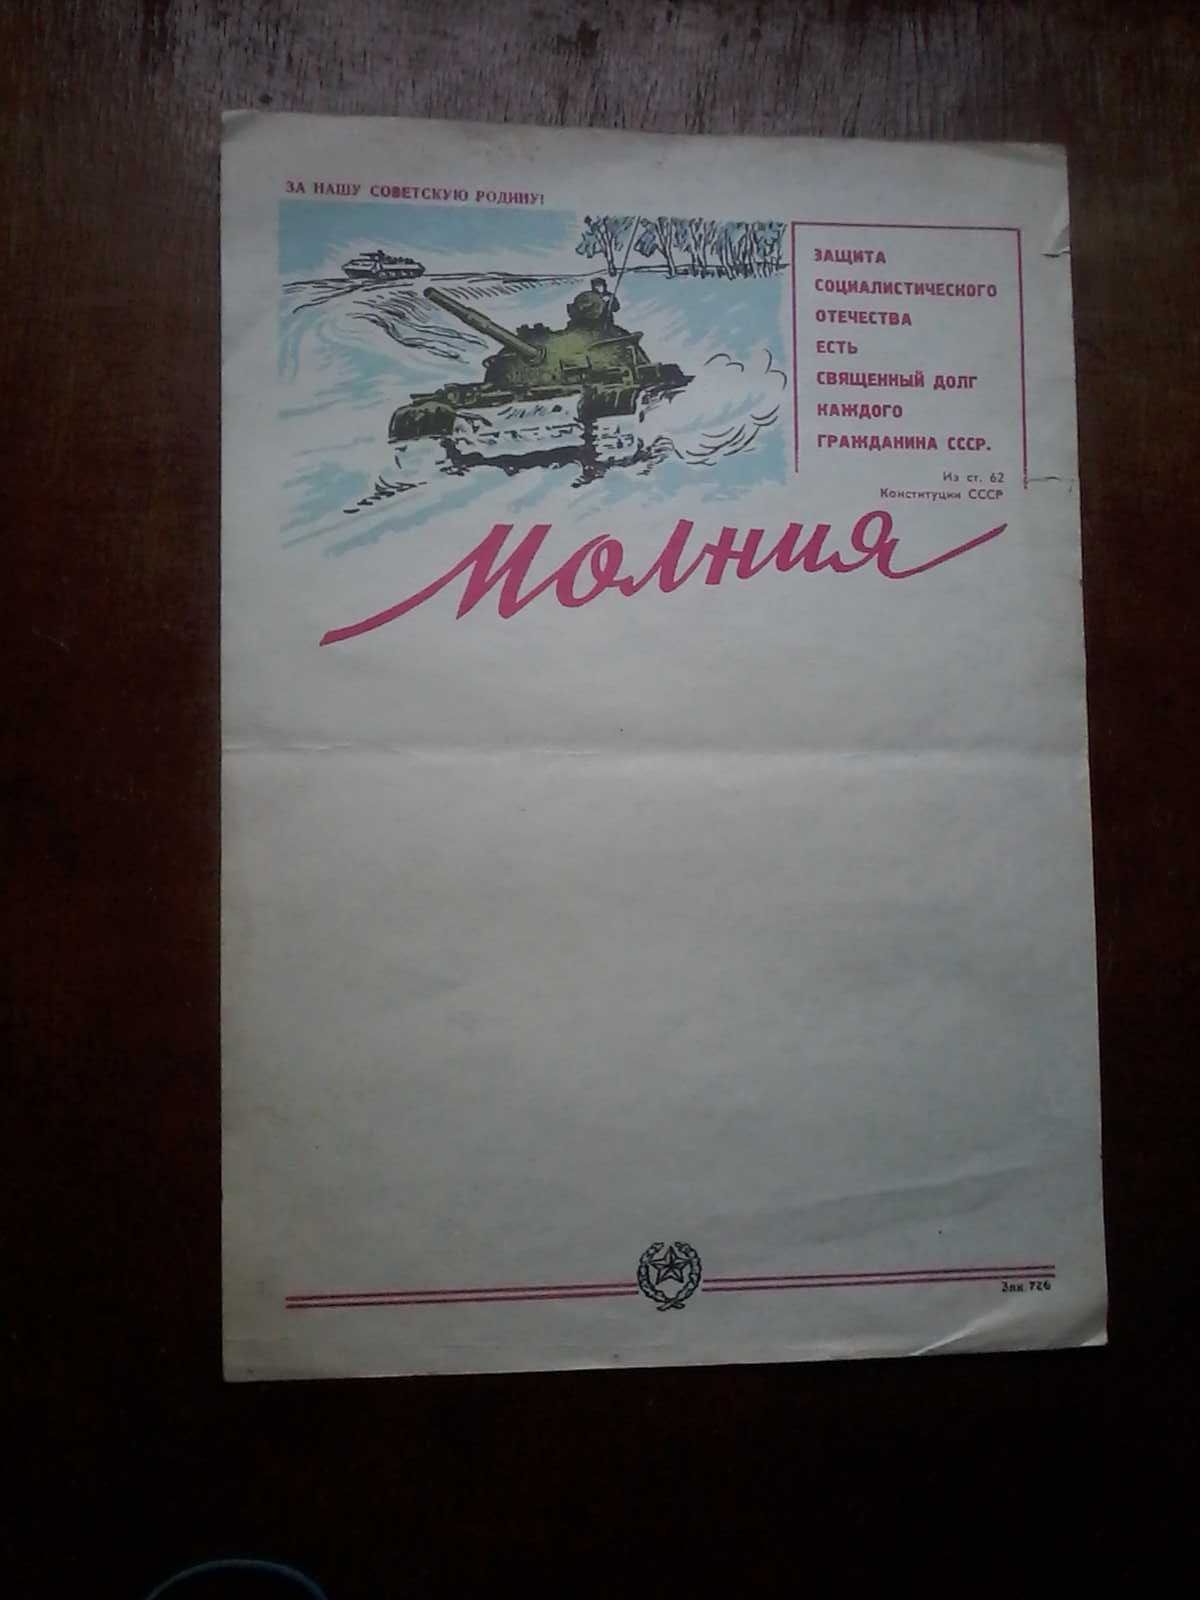 ЗА НАШУ СОВЕТСКУЮ РОДИНУ!
ЗАЩИТА
СОЦИАЛИСТИЧЕСКОГО
ОТЕЧЕСТВА
ЕСТЬ
СВЯЩЕННЫЙ ДОЛГ
КАЖДОГО
ГРАЖДАНИНА СССР.
Из ст. 62
Конституции СССР
Молния
Зак. 726